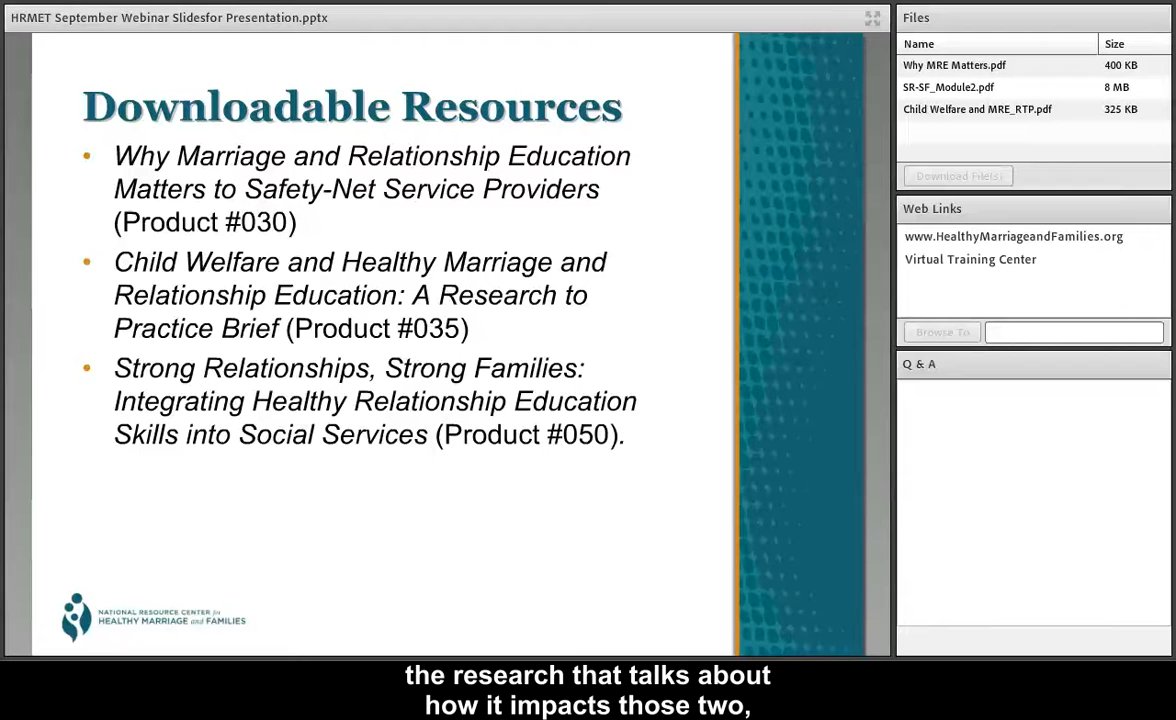 HRMET September Webinar Slidesfor Presentation.pptx
Downloadable Resources
• Why Marriage and Relationship Education
Matters to Safety-Net Service Providers
(Product #030)
• Child Welfare and Healthy Marriage and
Relationship Education: A Research to
Practice Brief (Product #035)
• Strong Relationships, Strong Families:
Integrating Healthy Relationship Education
Skills into Social Services (Product #050).
NATIONAL RESOURCE CENTER for
HEALTHY MARRIAGE and FAMILIES
Files
Name Size
Why MRE Matters.pdf 400 KB
SR-SF_Module2.pdf 8 MB
Child Welfare and MRE_RTP.pdf 325 KB
Download File(s)
Web Links
www.HealthyMarriageandFamilies.org
Virtual Training Center
Browse To
Q & A
the research that talks about
how it impacts those two,